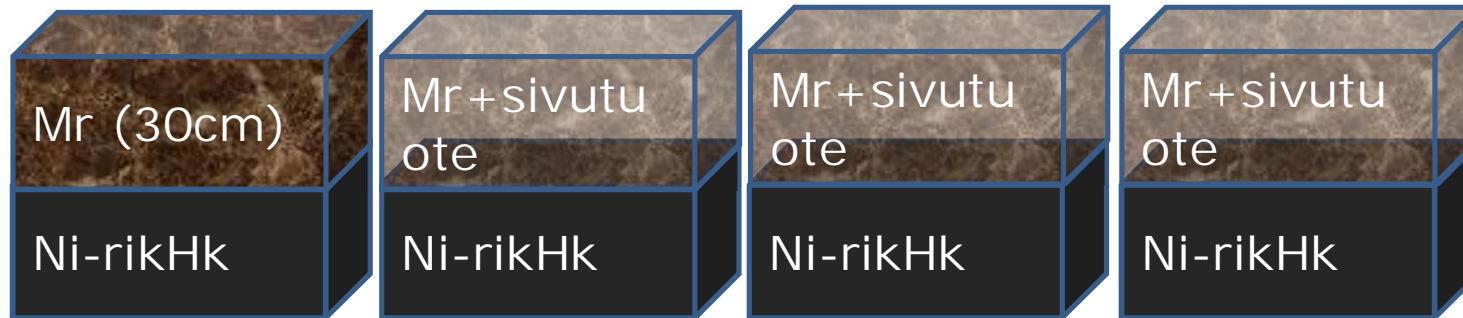 Mr (30cm)
Ni-rikHk
Mr+sivutu
ote
Ni-rikHk
Mr+sivutu
ote
Ni-rikHk
Mr+sivutu
ote
Ni-rikHk